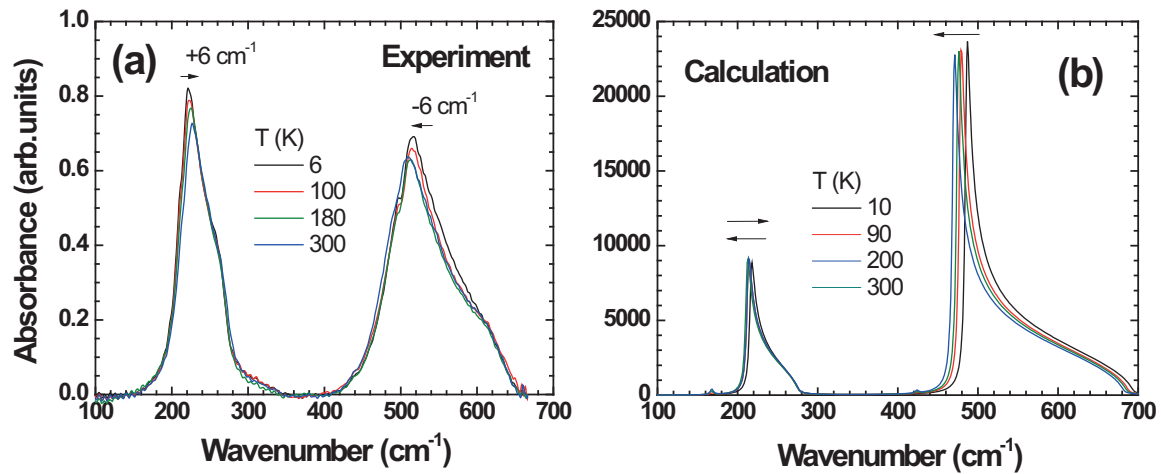 (a)
+6 cm⁻¹
Experiment
-6 cm⁻¹
T (K)
6
100
180
300
Absorbance (arb.units)
1.0
0.8
0.6
0.4
0.2
0.0
100 200 300 400 500 600 700
Wavenumber (cm⁻¹)
Calculation
(b)
T (K)
10
90
200
300
25000
20000
15000
10000
5000
0
100 200 300 400 500 600 700
Wavenumber (cm⁻¹)